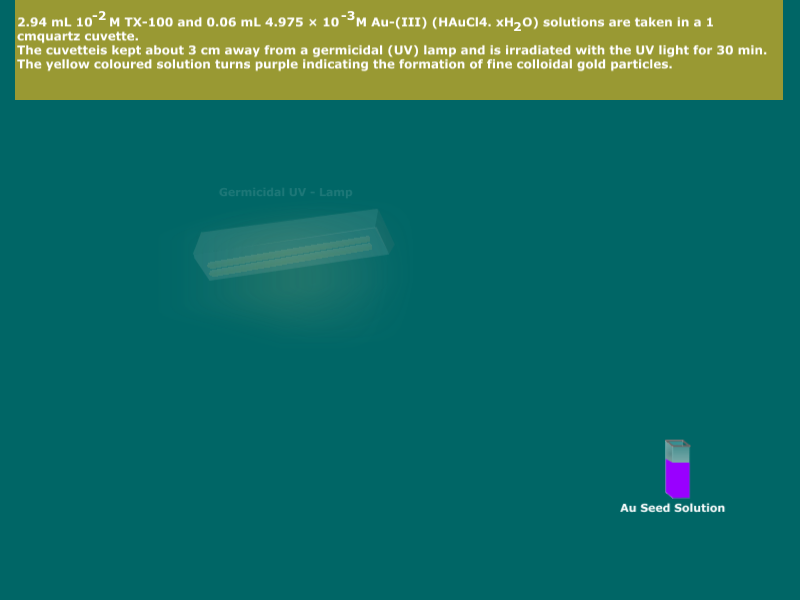 2.94 mL 10⁻² M TX-100 and 0.06 mL 4.975 × 10⁻³M Au-(III) (HAuCl4. xH₂O) solutions are taken in a 1
cmquartz cuvette.
The cuvetteIs kept about 3 cm away from a germicidal (UV) lamp and is irradiated with the UV light for 30 min.
The yellow coloured solution turns purple indicating the formation of fine colloidal gold particles.
Germicidal UV - Lamp
Au Seed Solution